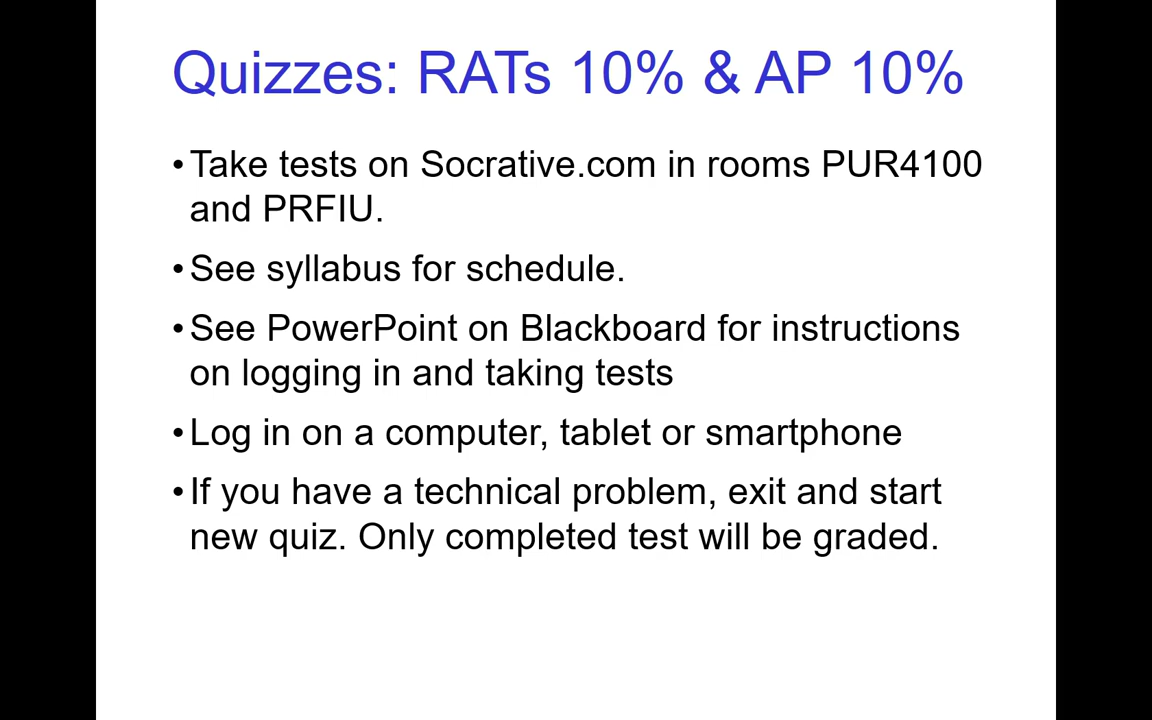 Quizzes: RATs 10% & AP 10%
•Take tests on Socrative.com in rooms PUR4100
and PRFIU.
•See syllabus for schedule.
•See PowerPoint on Blackboard for instructions
on logging in and taking tests
•Log in on a computer, tablet or smartphone
•If you have a technical problem, exit and start
new quiz. Only completed test will be graded.